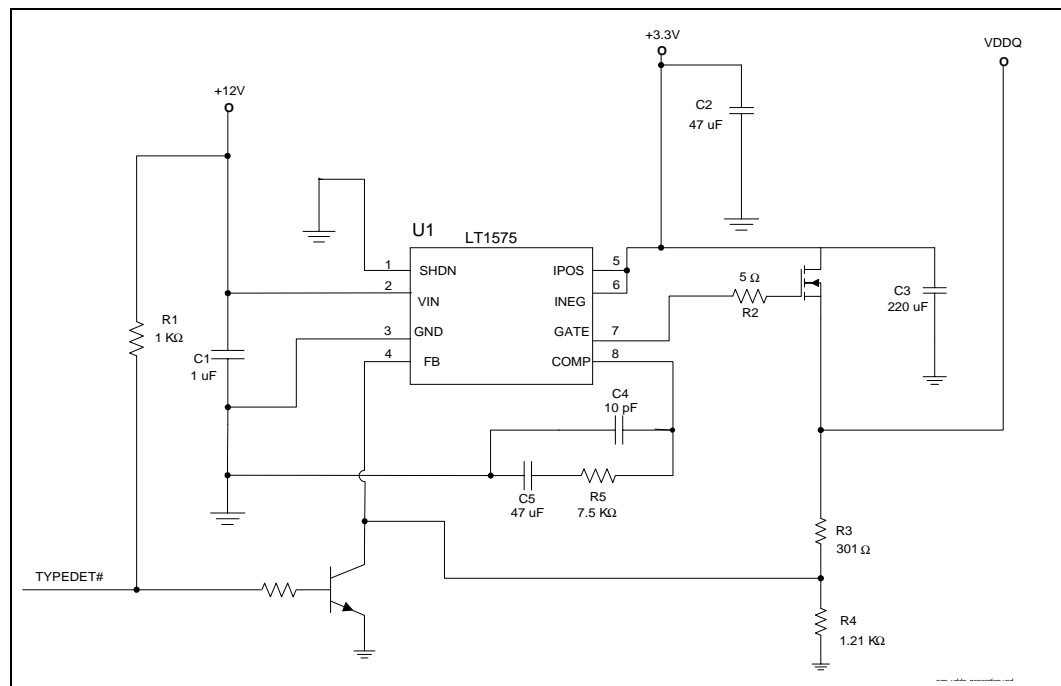 +3.3V
VDDQ
+12V
C2
47 uF
U1
LT1575
1
SHDN
IPOS
5
2
VIN
INEG
6
3
GND
GATE
7
4
FB
COMP
8
5 Ω
R2
C3
220 uF
R1
1 KΩ
C1
1 uF
C4
10 pF
C5
47 uF
R5
7.5 KΩ
R3
301 Ω
TYPEDET#
R4
1.21 KΩ